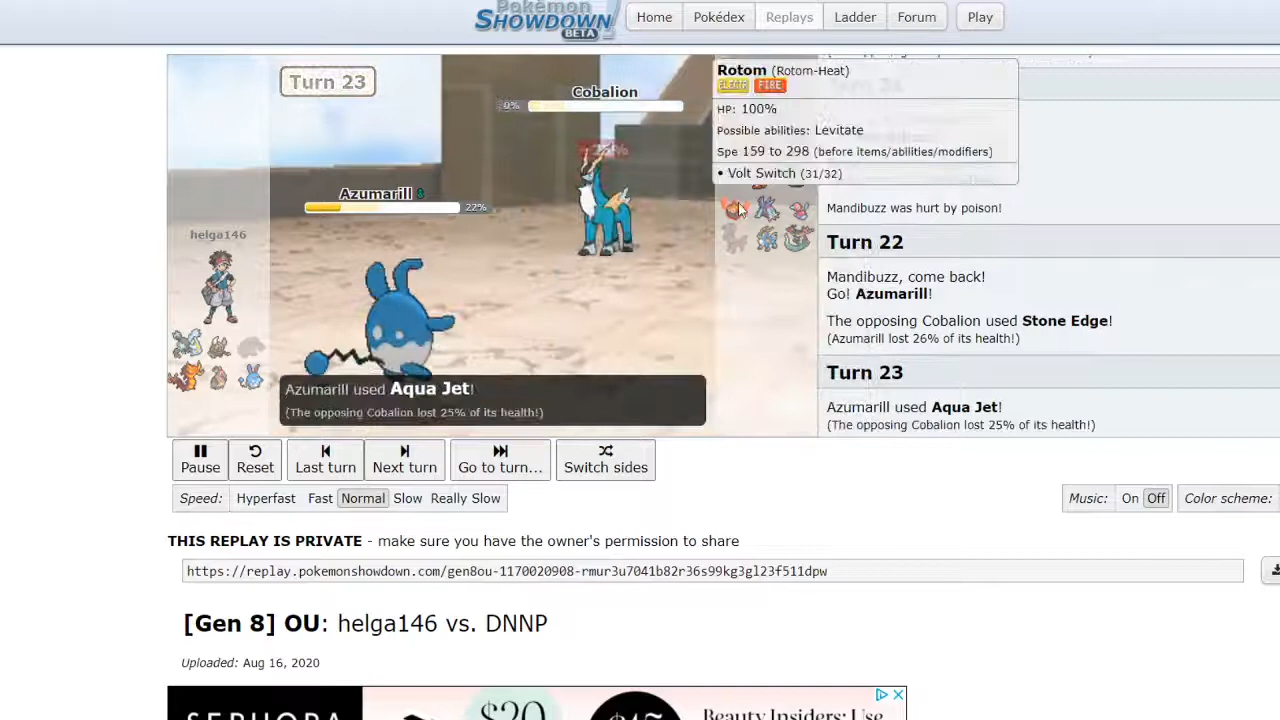 Pokémon
SHOWDOWN
BETA
Home
Pokédex
Replays
Ladder
Forum
Play
Turn 23
Cobalion
0%
Azumarill
22%
helga146
Azumarill used Aqua Jet!
(The opposing Cobalion lost 25% of its health!)
Rotom (Rotom-Heat)
ELECTR FIRE
HP: 100%
Possible abilities: Levitate
Spe 159 to 298 (before items/abilities/modifiers)
• Volt Switch (31/32)
Mandibuzz was hurt by poison!
Turn 22
Mandibuzz, come back!
Go! Azumarill!
The opposing Cobalion used Stone Edge!
(Azumarill lost 26% of its health!)
Turn 23
Azumarill used Aqua Jet!
(The opposing Cobalion lost 25% of its health!)
Pause
Reset
Last turn
Next turn
Go to turn...
Switch sides
Speed: Hyperfast Fast Normal Slow Really Slow
Music: On Off
Color scheme:
THIS REPLAY IS PRIVATE - make sure you have the owner's permission to share
https://replay.pokemonshowdown.com/gen8ou-1170020908-rmur3u7041b82r36s99kg3gl23f511dpw
[Gen 8] OU: helga146 vs. DNNP
Uploaded: Aug 16, 2020
SEPHORA
$20
Beauty Insiders: Use